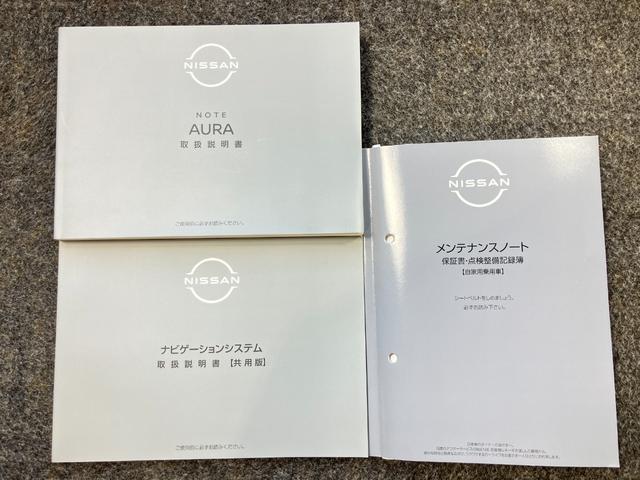 NISSAN
NOTE
AURA
取扱説明書
ご使用前に必ずお読みください。
NISSAN
ナビゲーションシステム
取扱説明書【共用版】
ご使用前に必ずお読みください。
NISSAN
メンテナンスノート
保証書・点検整備記録簿
【自家用乗用車】
シートベルトをしめましょう。
必ずお読み下さい。